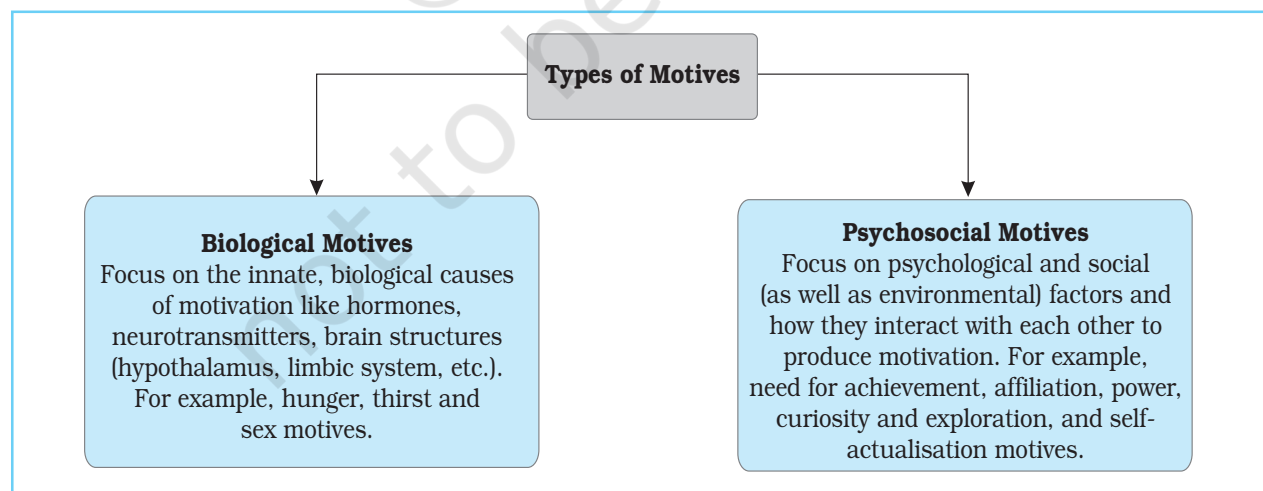 Types of Motives
Biological Motives
Focus on the innate, biological causes
of motivation like hormones,
neurotransmitters, brain structures
(hypothalamus, limbic system, etc.).
For example, hunger, thirst and
sex motives.
Psychosocial Motives
Focus on psychological and social
(as well as environmental) factors and
how they interact with each other to
produce motivation. For example,
need for achievement, affiliation, power,
curiosity and exploration, and self-
actualisation motives.
not to be